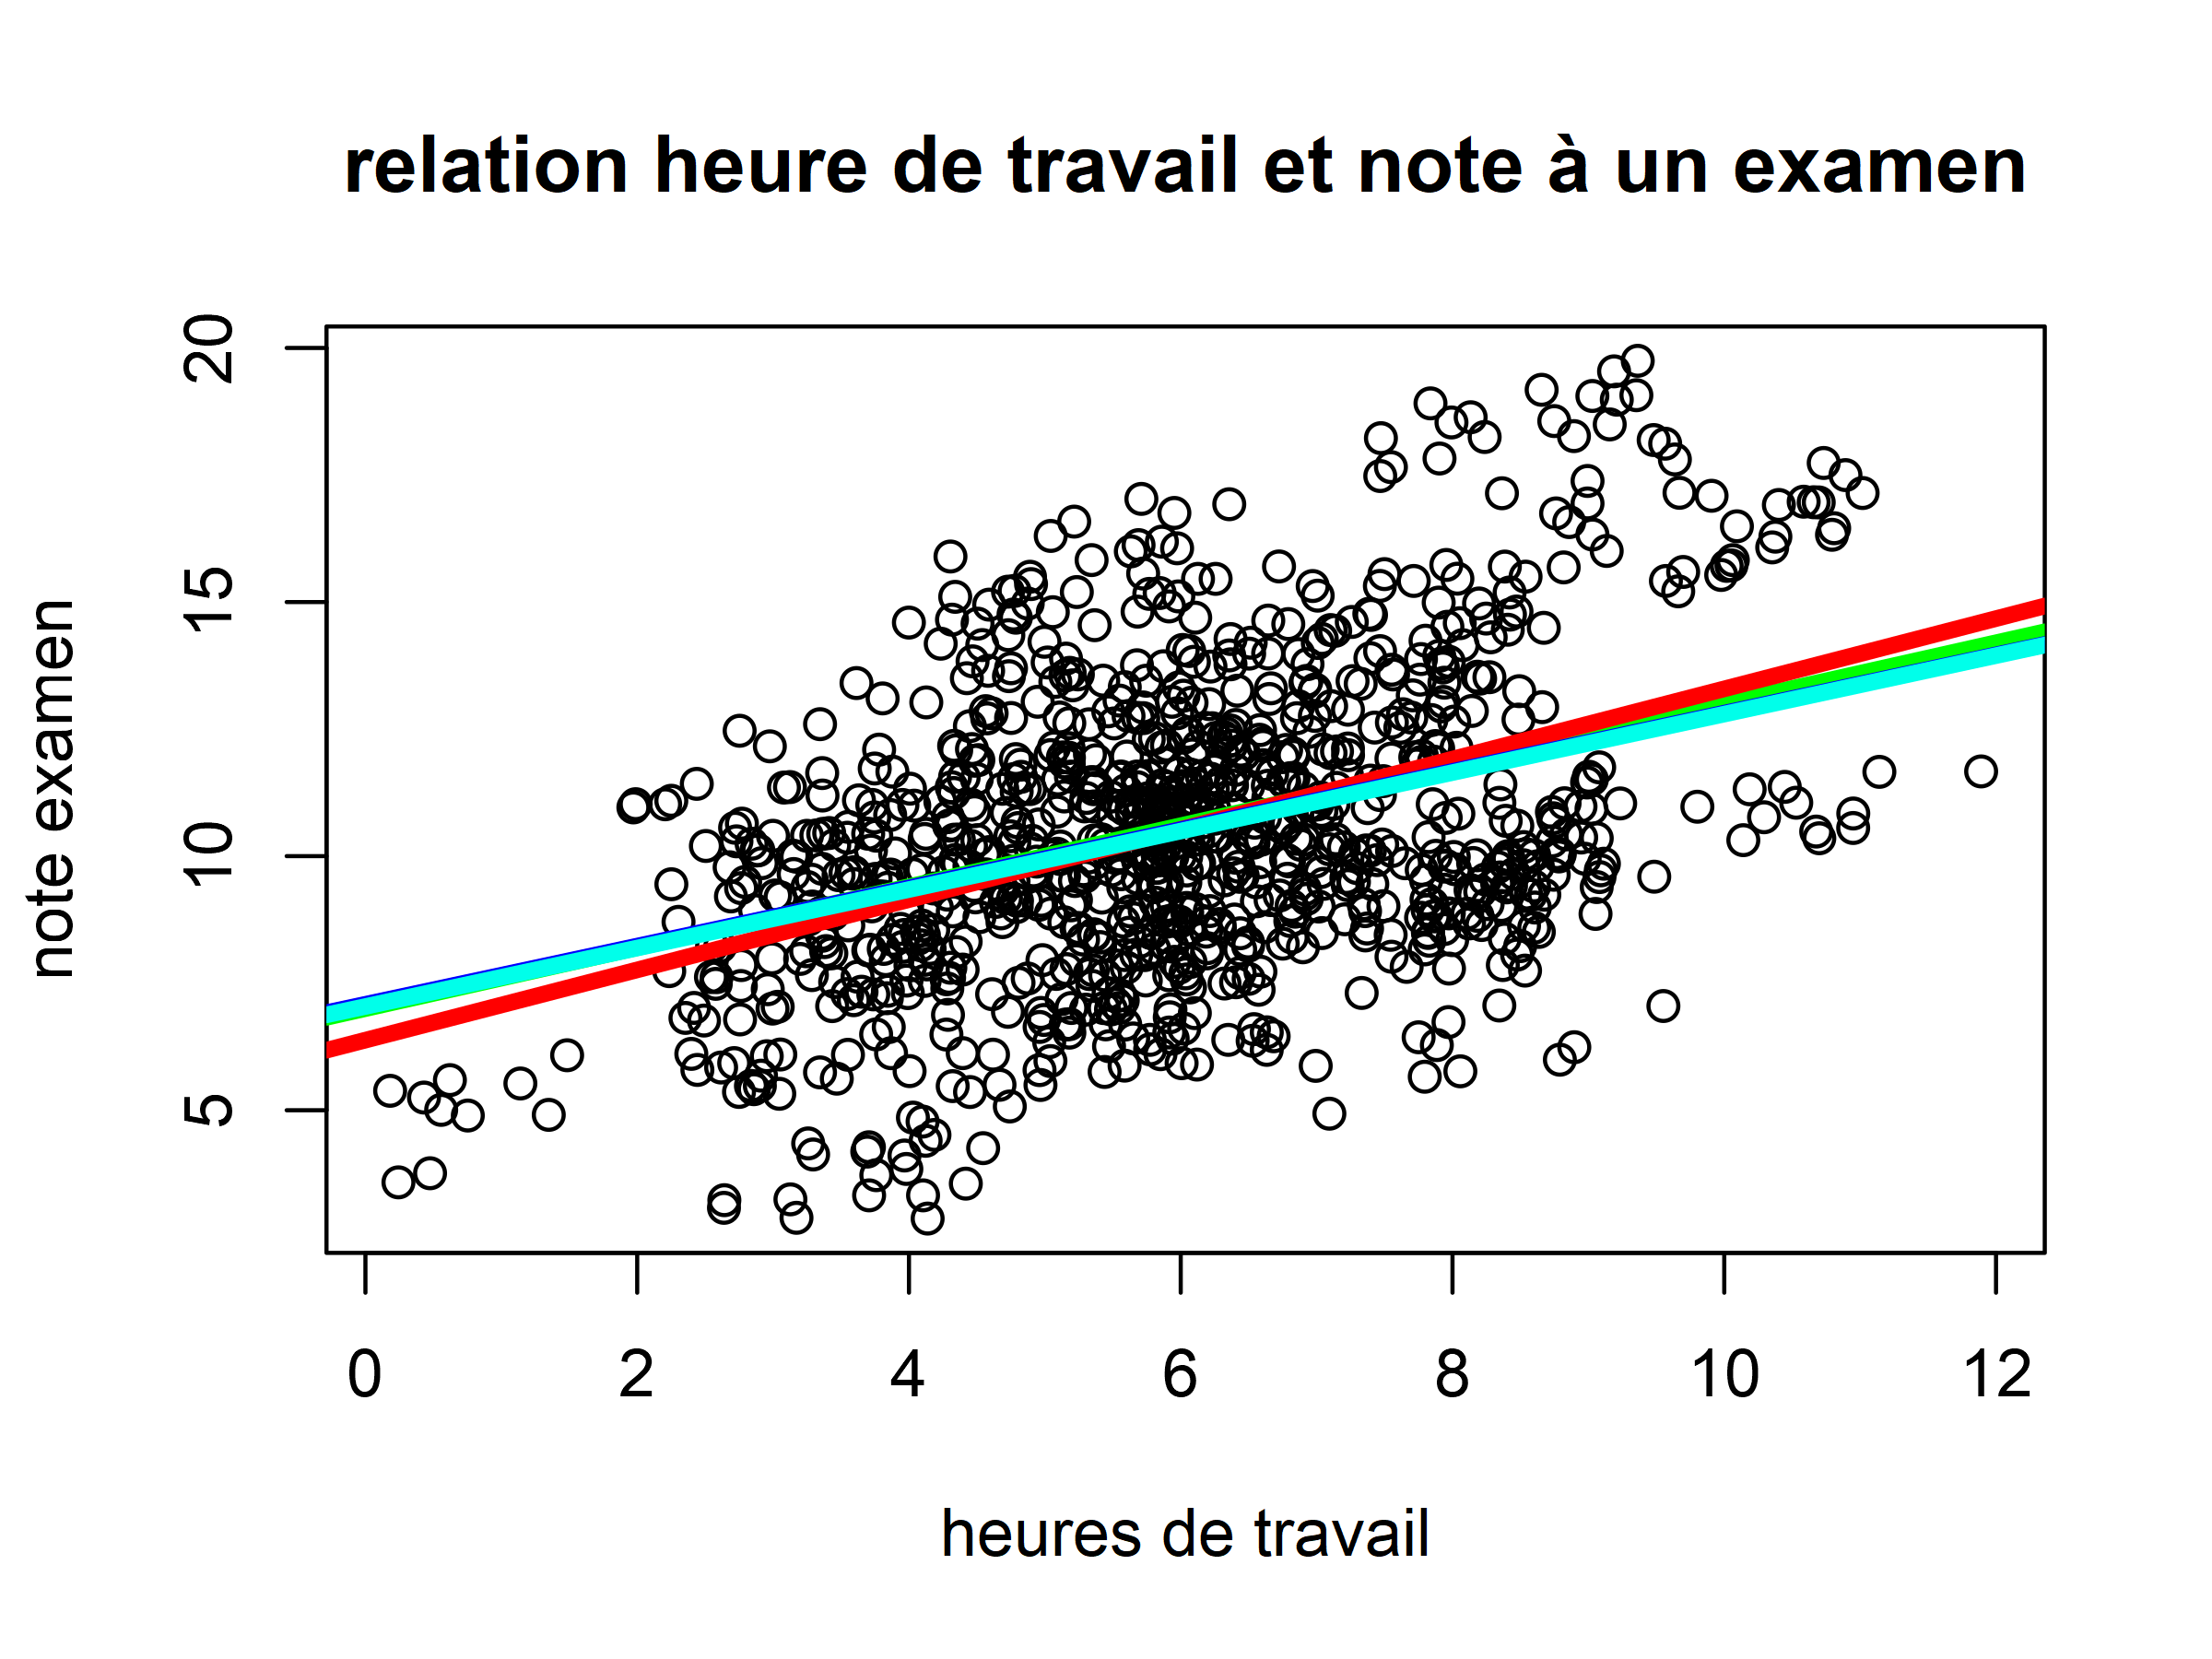 relation heure de travail et note à un examen
20
15
10
5
note examen
0 2 4 6 8 10 12
heures de travail